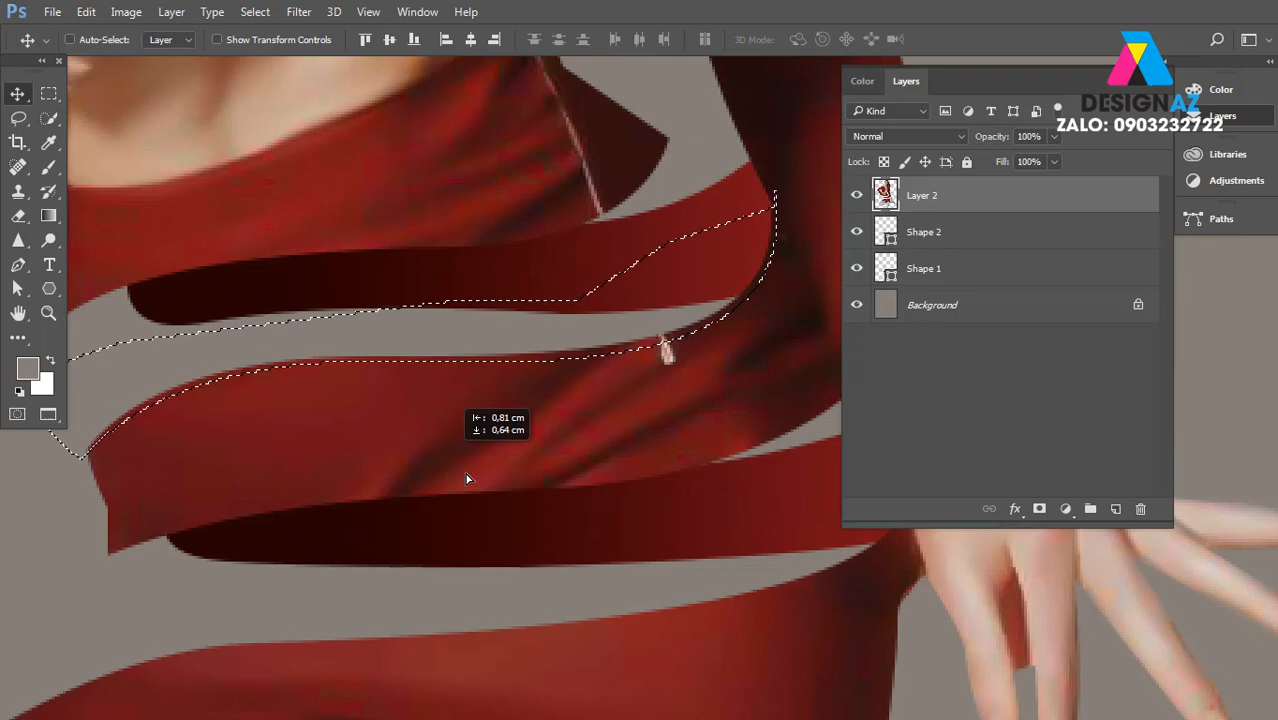 Ps File Edit Image Layer Type Select Filter 3D View Window Help
Auto-Select: Layer Show Transform Controls 3D Mode:
DESIGNAZ
ZALO: 0903232722
Color Layers
Color
Kind
Layers
Normal Opacity: 100%
Lock: Fill: 100%
Libraries
Adjustments
Layer 2
Paths
Shape 2
Shape 1
Background
0,81 cm
0,64 cm
fx